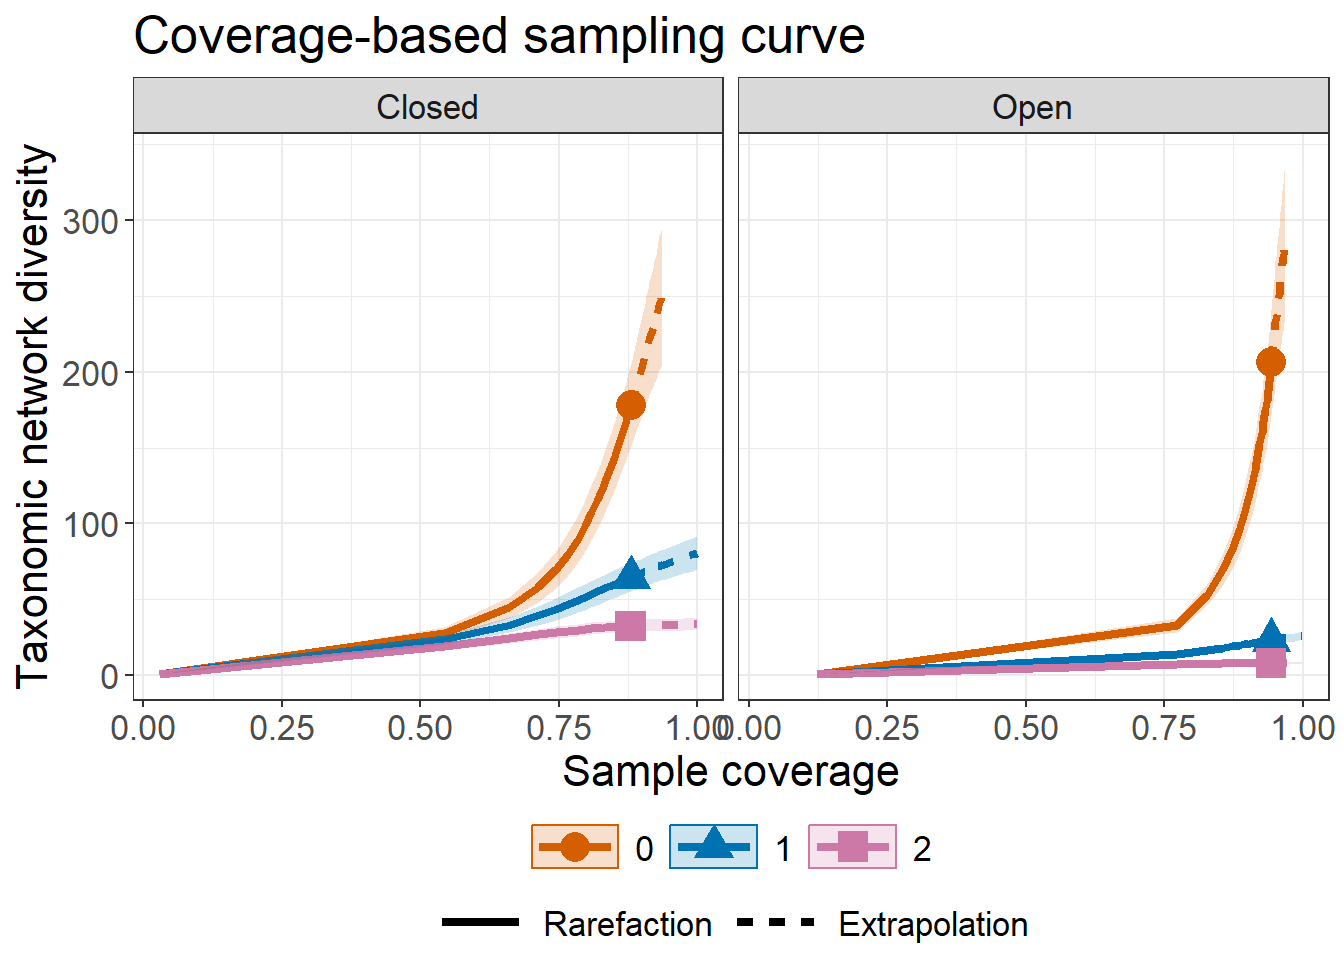 Coverage-based sampling curve
Closed
Open
Taxonomic network diversity
300
200
100
0
0.00 0.25 0.50 0.75 1.00
0.00 0.25 0.50 0.75 1.00
Sample coverage
0 1 2
Rarefaction Extrapolation